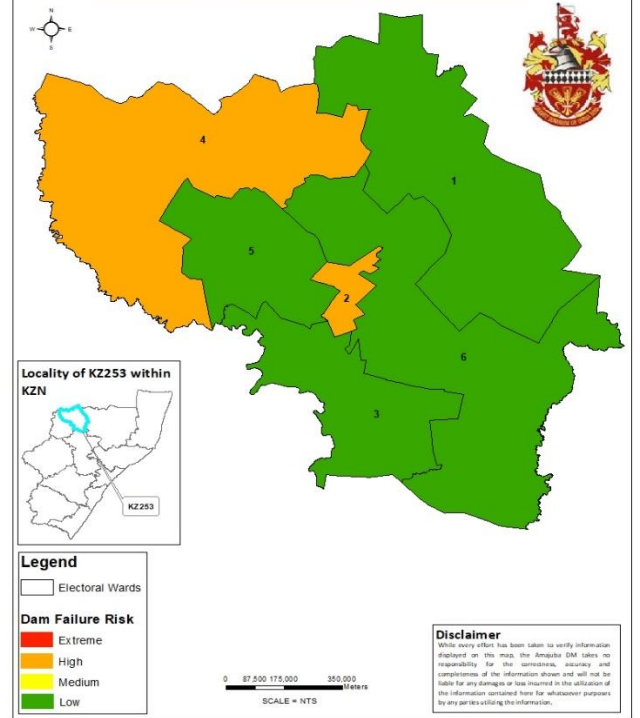 N
W E
S
4
1
5
2
6
3
Locality of KZ253 within
KZN
KZ253
Legend
Electoral Wards
Dam Failure Risk
Extreme
High
Medium
Low
0 87,500 175,000 350,000
Meters
SCALE = NTS
Disclaimer
While every effort has been taken to verify information
displayed on this map, the Amajuba DM takes no
responsibility for the correctness, accuracy and
completeness of the information shown and will not be
liable for any damages or loss incurred in the utilization of
the information contained here for whatsoever purposes
by any parties utilizing the information.